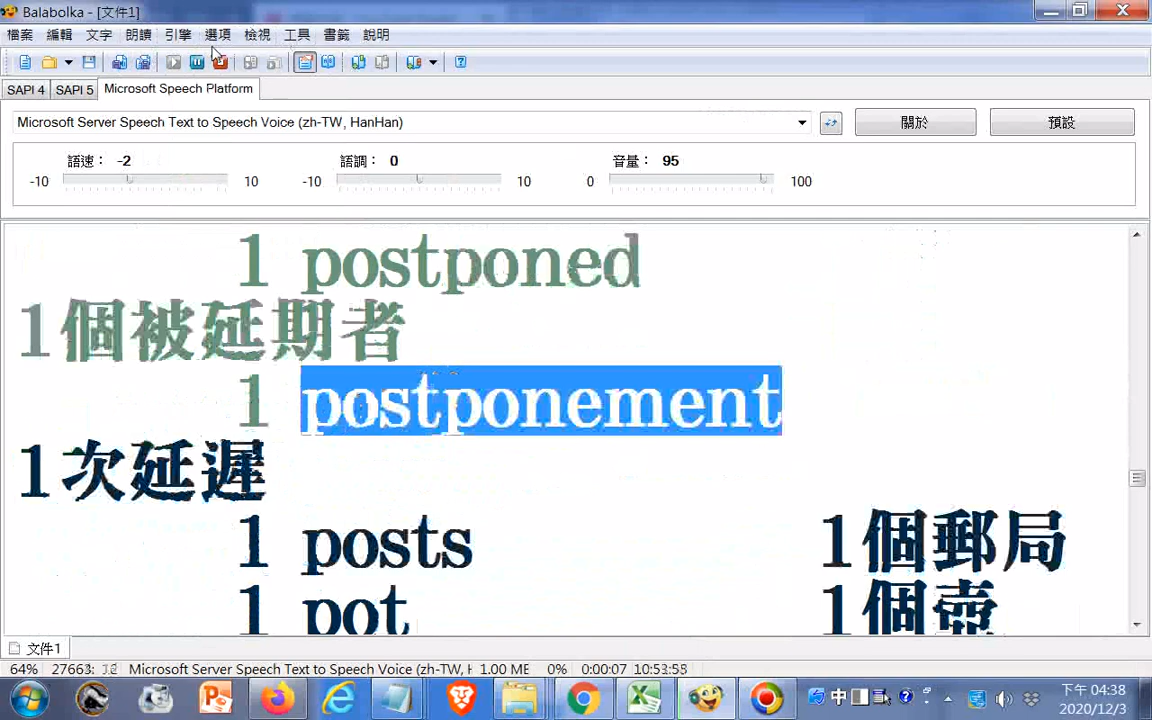 Balabolka - [文件1]
檔案 編輯 文字 朗讀 引擎 選項 檢視 工具 書籤 說明
SAPI 4 SAPI 5 Microsoft Speech Platform
Microsoft Server Speech Text to Speech Voice (zh-TW, HanHan) 關於 預設
語速： -2 語調： 0 音量： 95
-10 10 -10 10 0 100
1 postponed
1個被延期者
1 postponement
1次延遲
1 posts 1個郵局
1 pot 1個壺
文件1
64% Microsoft Server Speech Text to Speech Voice (zh-TW, 1.00 ME 0% 0:00:07 10:53:58
中 下午 04:38
2020/12/3